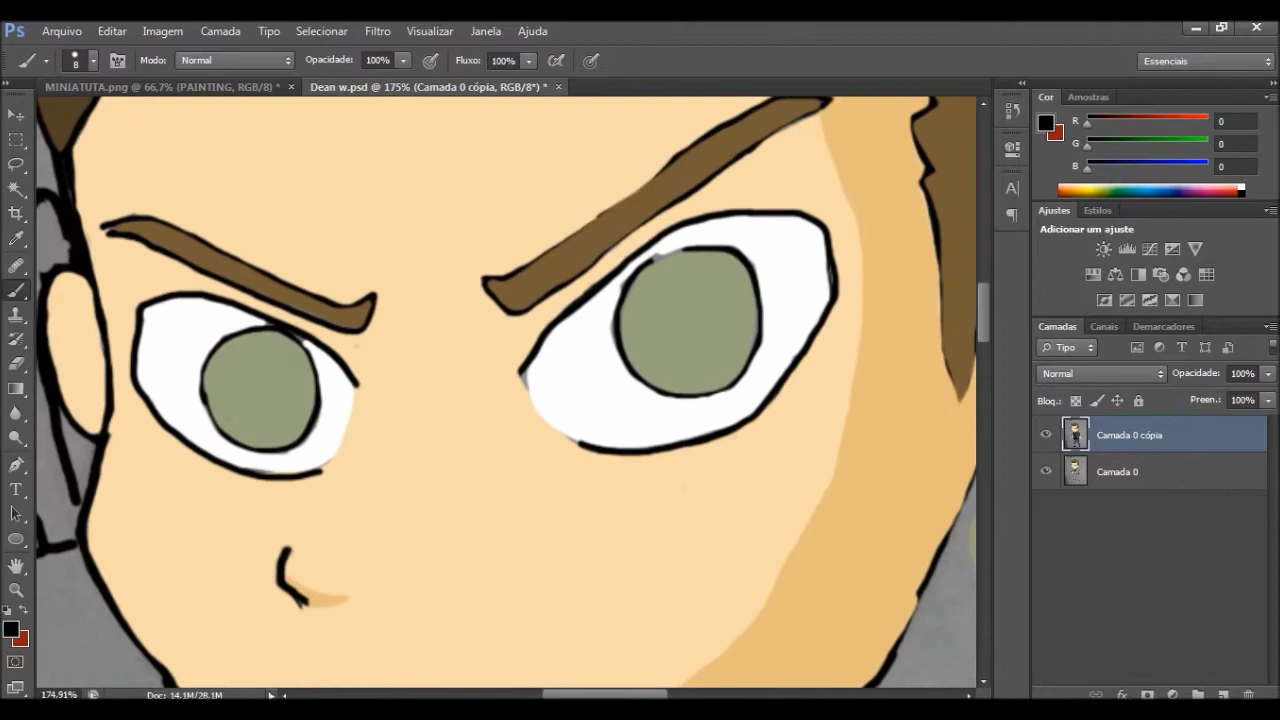 Ps Arquivo Editar Imagem Camada Tipo Selecionar Filtro Visualizar Janela Ajuda
8 Modo: Normal Opacidade: 100% Fluxo: 100% Essenciais
MINIATUTA.png @ 66,7% (PAINTING, RGB/8) * × Dean w.psd @ 175% (Camada 0 cópia, RGB/8*) * ×
Cor Amostras
R 0
G 0
B 0
Ajustes Estilos
Adicionar um ajuste
Camadas Canais Demarcadores
Tipo
Normal Opacidade: 100%
Bloq.: Preen.: 100%
Camada 0 cópia
Camada 0
174,91% Doc: 14,1M/28,1M